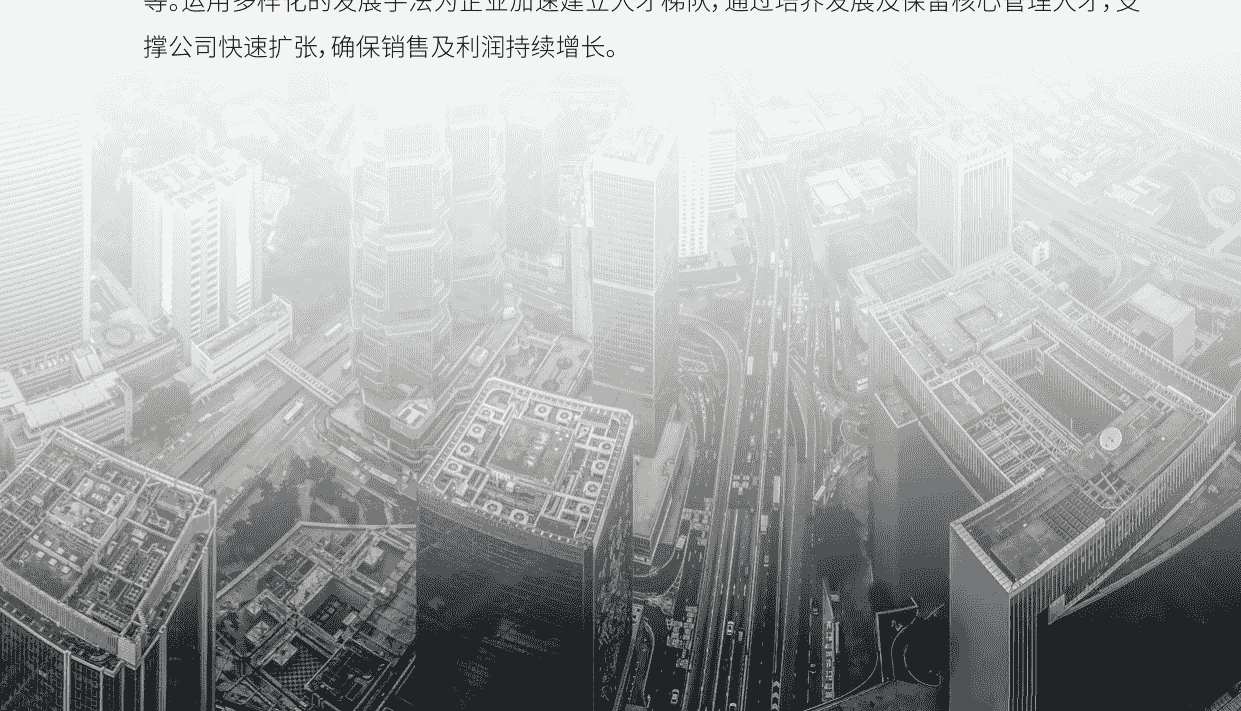 等。运用多样化的发展手法为企业加速建立人才梯队，通过培养发展及保留核心管理人才，支
撑公司快速扩张，确保销售及利润持续增长。